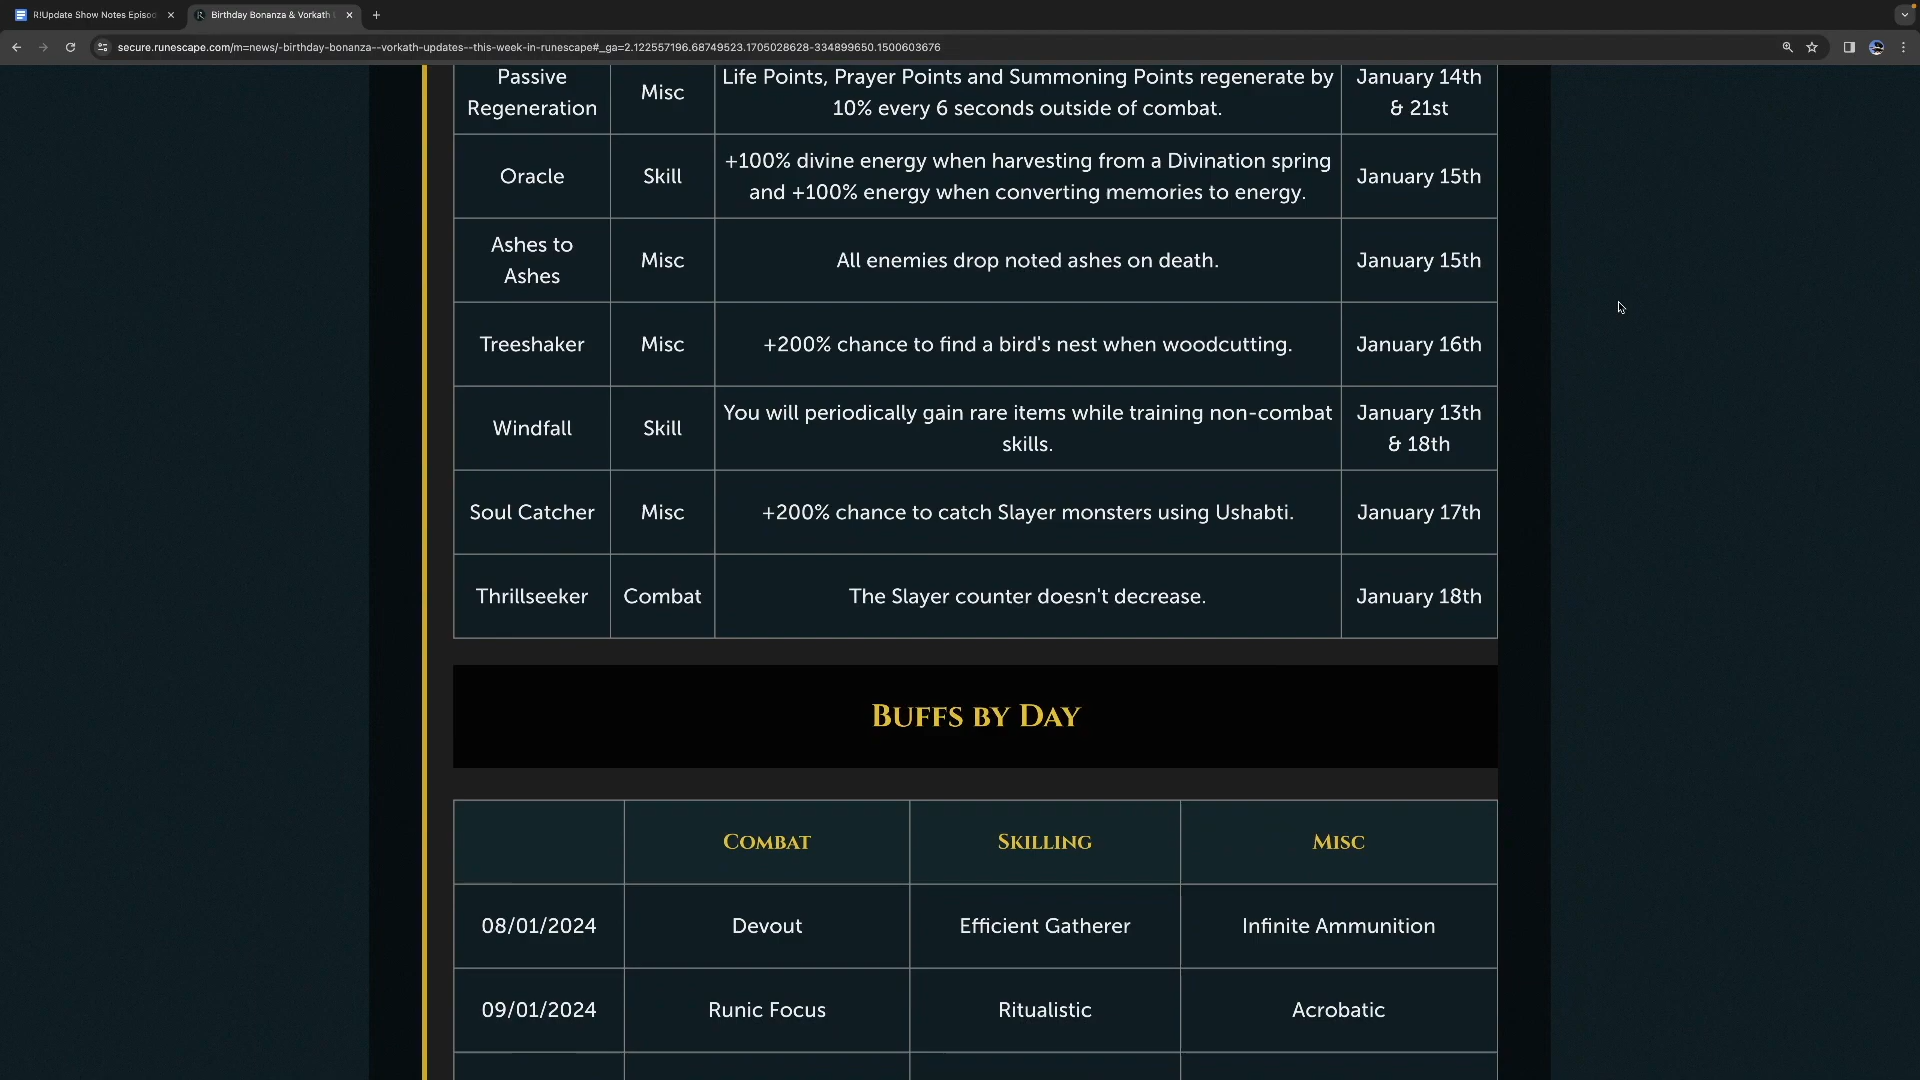 R!Update Show Notes Episod
Birthday Bonanza & Vorkath
secure.runescape.com/m=news/-birthday-bonanza--vorkath-updates--this-week-in-runescape#_ga=2.122557196.68749523.1705028628-334899650.1500603676
Passive
Regeneration
Misc
Life Points, Prayer Points and Summoning Points regenerate by
10% every 6 seconds outside of combat.
January 14th
& 21st
Oracle
Skill
+100% divine energy when harvesting from a Divination spring
and +100% energy when converting memories to energy.
January 15th
Ashes to
Ashes
Misc
All enemies drop noted ashes on death.
January 15th
Treeshaker
Misc
+200% chance to find a bird's nest when woodcutting.
January 16th
Windfall
Skill
You will periodically gain rare items while training non-combat
skills.
January 13th
& 18th
Soul Catcher
Misc
+200% chance to catch Slayer monsters using Ushabti.
January 17th
Thrillseeker
Combat
The Slayer counter doesn't decrease.
January 18th
Buffs by Day
Combat
Skilling
Misc
08/01/2024
Devout
Efficient Gatherer
Infinite Ammunition
09/01/2024
Runic Focus
Ritualistic
Acrobatic